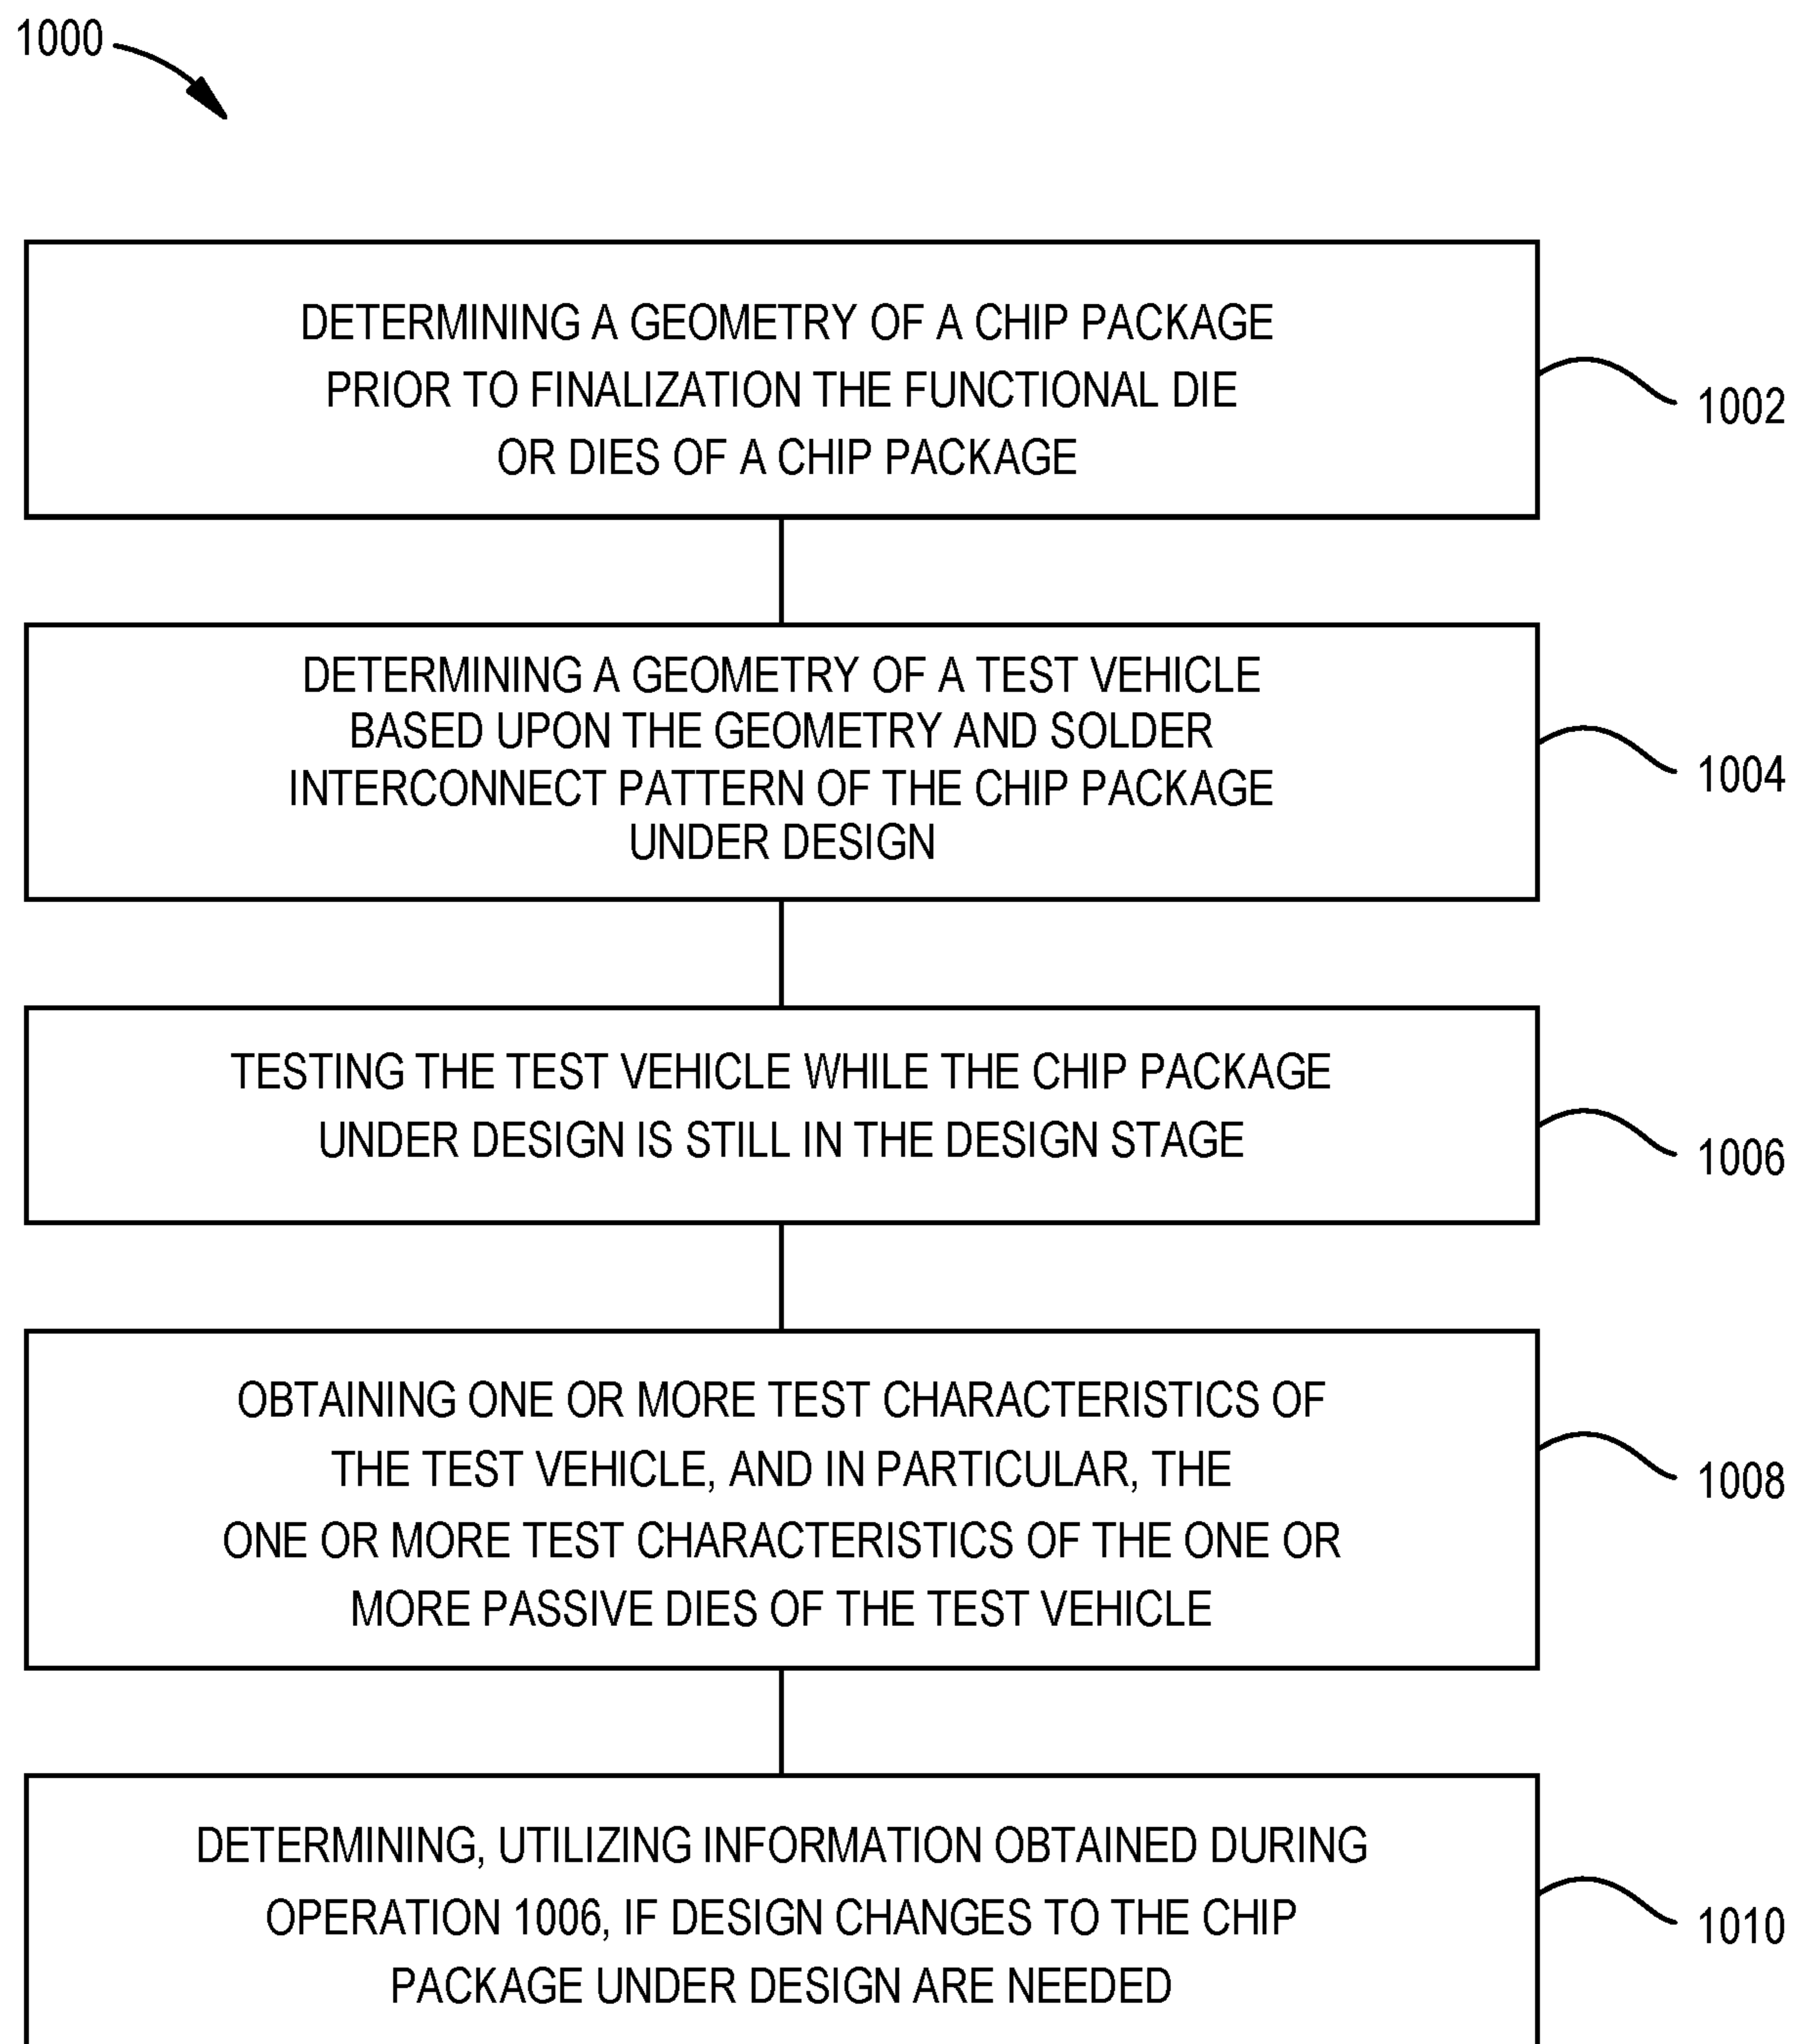 1000
DETERMINING A GEOMETRY OF A CHIP PACKAGE
PRIOR TO FINALIZATION THE FUNCTIONAL DIE
OR DIES OF A CHIP PACKAGE
1002
DETERMINING A GEOMETRY OF A TEST VEHICLE
BASED UPON THE GEOMETRY AND SOLDER
INTERCONNECT PATTERN OF THE CHIP PACKAGE
UNDER DESIGN
1004
TESTING THE TEST VEHICLE WHILE THE CHIP PACKAGE
UNDER DESIGN IS STILL IN THE DESIGN STAGE
1006
OBTAINING ONE OR MORE TEST CHARACTERISTICS OF
THE TEST VEHICLE, AND IN PARTICULAR, THE
ONE OR MORE TEST CHARACTERISTICS OF THE ONE OR
MORE PASSIVE DIES OF THE TEST VEHICLE
1008
DETERMINING, UTILIZING INFORMATION OBTAINED DURING
OPERATION 1006, IF DESIGN CHANGES TO THE CHIP
PACKAGE UNDER DESIGN ARE NEEDED
1010